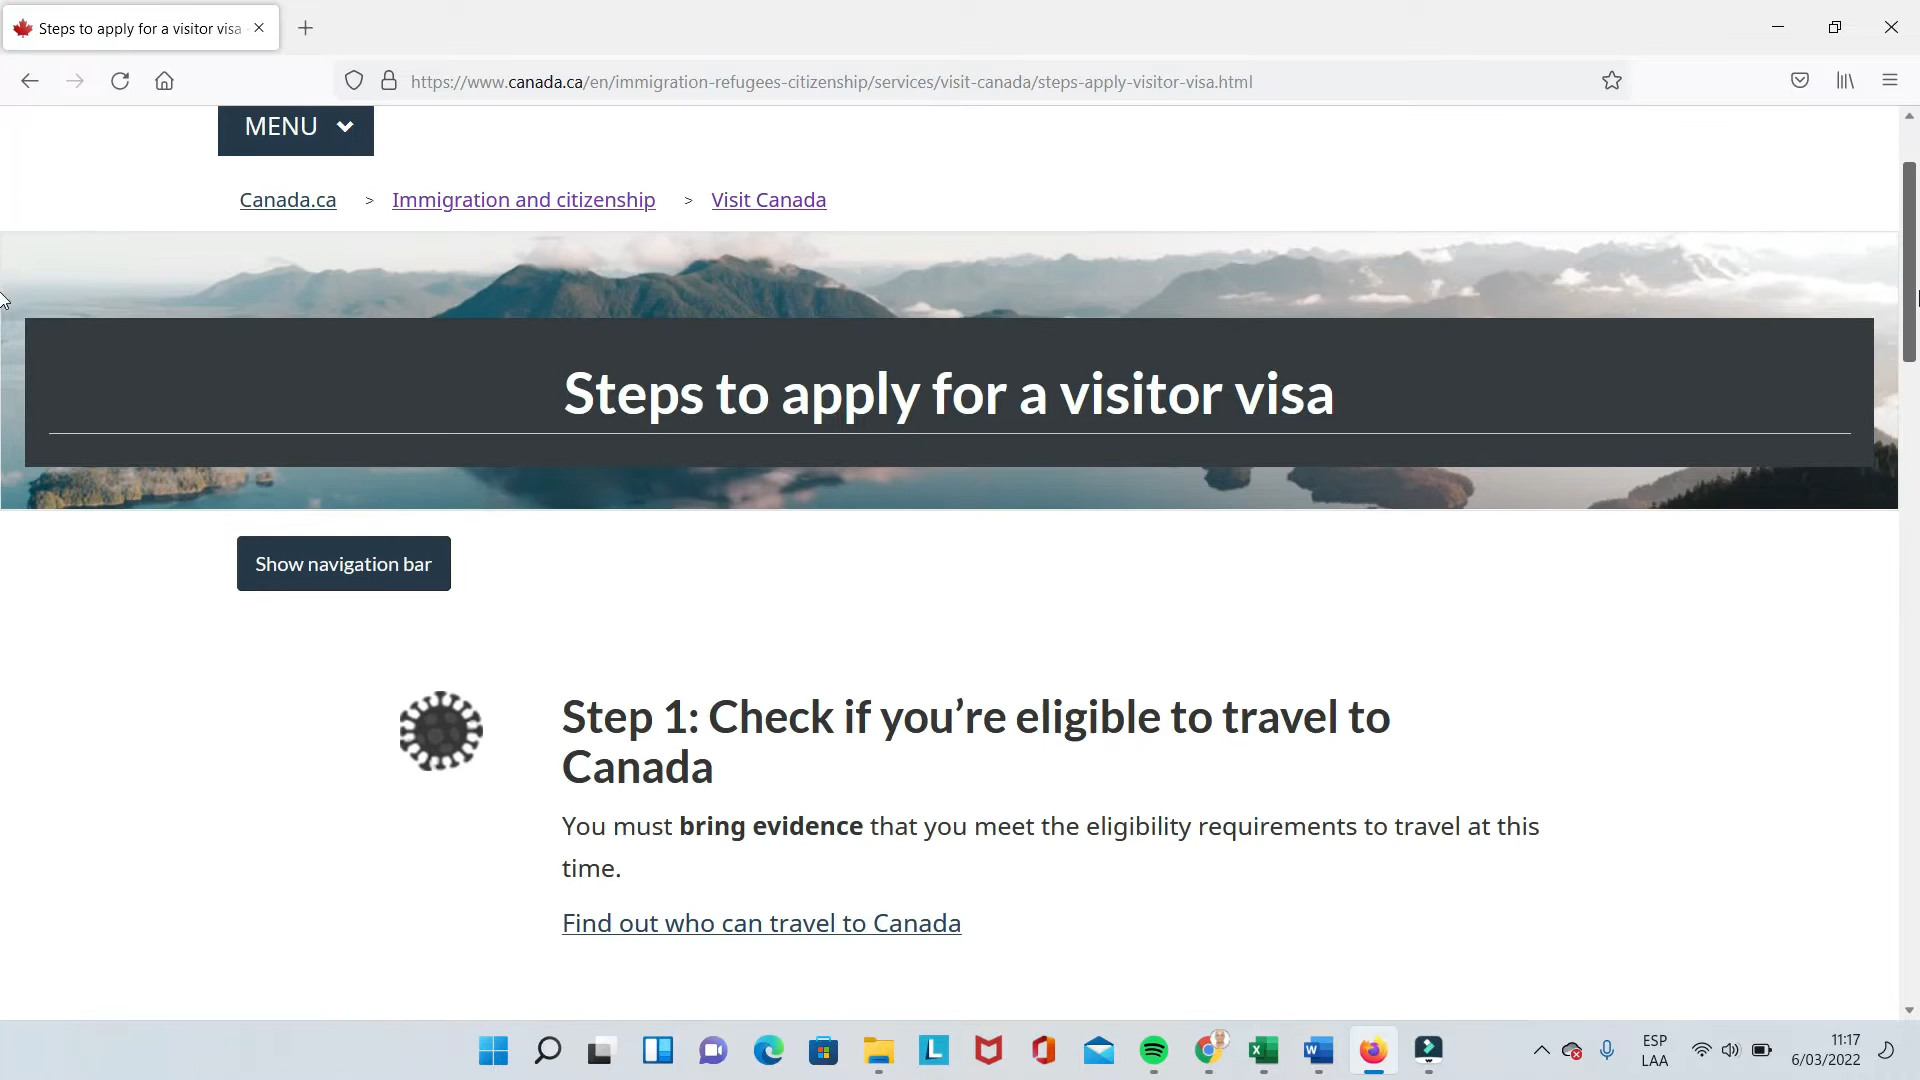 Steps to apply for a visitor visa
https://www.canada.ca/en/immigration-refugees-citizenship/services/visit-canada/steps-apply-visitor-visa.html
MENU
Canada.ca > Immigration and citizenship > Visit Canada
Steps to apply for a visitor visa
Show navigation bar
Step 1: Check if you’re eligible to travel to
Canada
You must bring evidence that you meet the eligibility requirements to travel at this
time.
Find out who can travel to Canada
ESP
LAA
11:17
6/03/2022